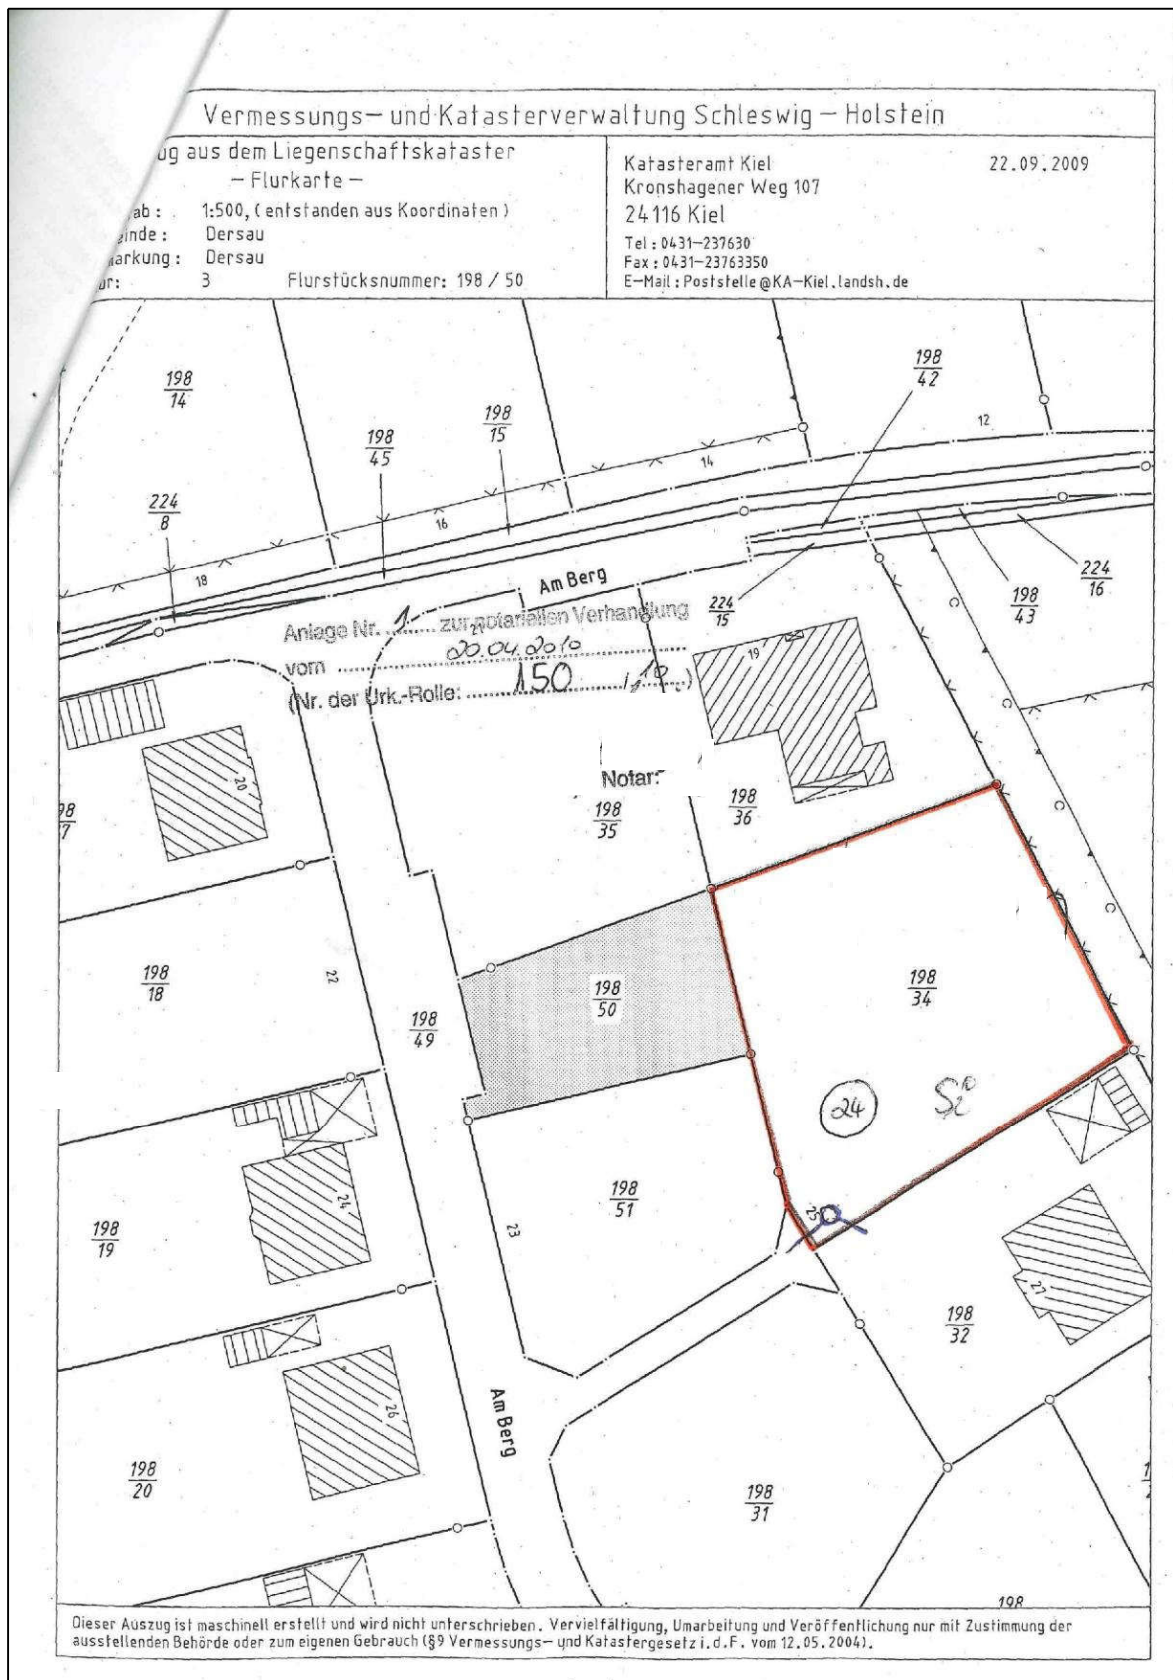 Vermessungs– und Katasterverwaltung Schleswig – Holstein
ug aus dem Liegenschaftskataster
– Flurkarte –
ab : 1:500, (entstanden aus Koordinaten)
einde : Dersau
arkung : Dersau
ur: 3 Flurstücksnummer: 198 / 50
Katasteramt Kiel 22.09.2009
Kronshagener Weg 107
24116 Kiel
Tel : 0431–237630
Fax : 0431–23763350
E–Mail : Poststelle@KA–Kiel.landsh.de
198
14
198
45
198
15
198
42
12
14
16
18
224
8
Am Berg
224
15
198
43
224
16
Anlage Nr. 1 zur notariellen Verhandlung
21
vom 20.04.2010
(Nr. der Urk.-Rolle: 150 / 10)
Notar:
19
20
98
7
198
35
198
36
198
18
22
198
49
198
50
198
34
24
198
19
24
23
198
51
25
198
32
27
198
20
26
Am Berg
198
31
198
Dieser Auszug ist maschinell erstellt und wird nicht unterschrieben. Vervielfältigung, Umarbeitung und Veröffentlichung nur mit Zustimmung der
ausstellenden Behörde oder zum eigenen Gebrauch (§9 Vermessungs– und Katastergesetz i.d.F. vom 12.05.2004).